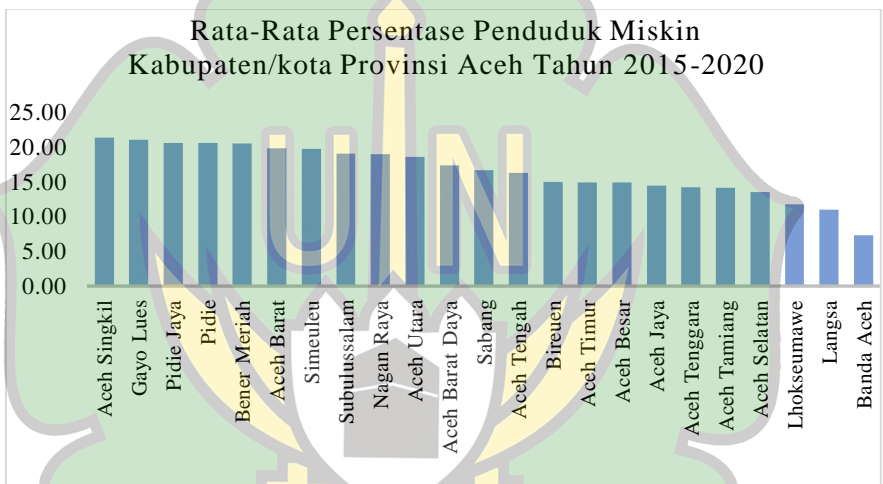 Rata-Rata Persentase Penduduk Miskin
Kabupaten/kota Provinsi Aceh Tahun 2015-2020
25.00
20.00
15.00
10.00
5.00
0.00
Aceh Singkil
Gayo Lues
Pidie Jaya
Pidie
Bener Meriah
Aceh Barat
Simeuleu
Subulussalam
Nagan Raya
Aceh Utara
Aceh Barat Daya
Sabang
Aceh Tengah
Bireuen
Aceh Timur
Aceh Besar
Aceh Jaya
Aceh Tenggara
Aceh Tamiang
Aceh Selatan
Lhokseumawe
Langsa
Banda Aceh
UIN